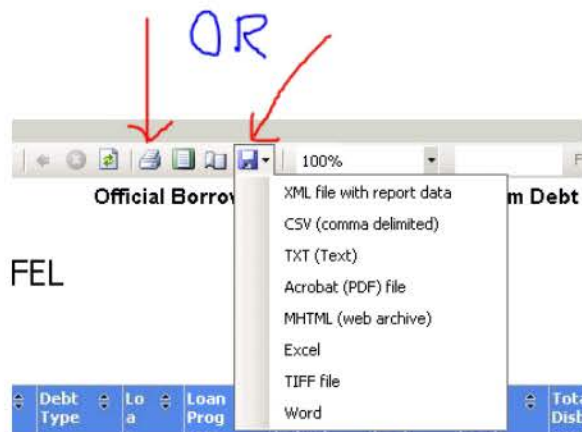 OR
100%
F
Official Borrow
m Debt
XML file with report data
CSV (comma delimited)
TXT (Text)
Acrobat (PDF) file
MHTML (web archive)
Excel
TIFF file
Word
FEL
Debt Type
Lo a
Loan Prog
Tota Disb